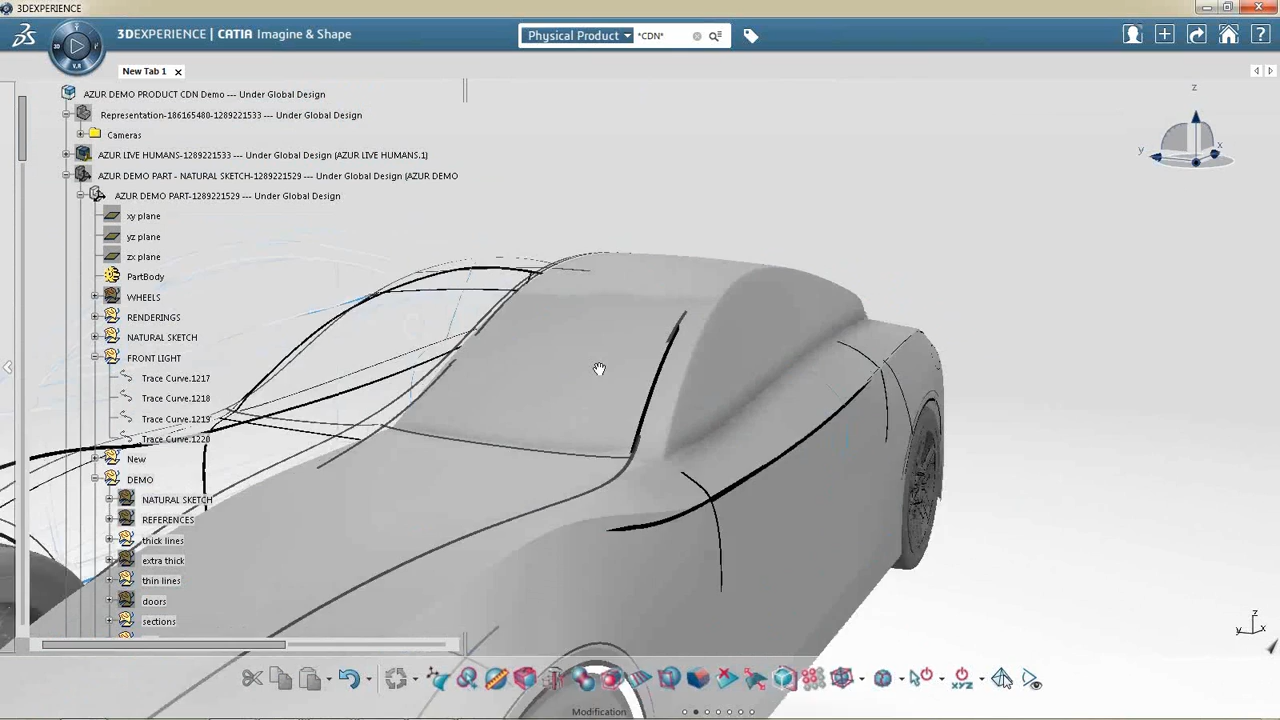 3DEXPERIENCE
3DEXPERIENCE | CATIA Imagine & Shape
Physical Product
*CDN*
3D
V.R
New Tab 1
AZUR DEMO PRODUCT CDN Demo --- Under Global Design
Representation-186165480-1289221533 --- Under Global Design
Cameras
AZUR LIVE HUMANS-1289221533 --- Under Global Design (AZUR LIVE HUMANS.1)
AZUR DEMO PART - NATURAL SKETCH-1289221529 --- Under Global Design (AZUR DEMO
AZUR DEMO PART-1289221529 --- Under Global Design
xy plane
yz plane
zx plane
PartBody
WHEELS
RENDERINGS
NATURAL SKETCH
FRONT LIGHT
Trace Curve.1217
Trace Curve.1218
Trace Curve.1219
Trace Curve.1220
New
DEMO
NATURAL SKETCH
REFERENCES
thick lines
extra thick
thin lines
doors
sections
z
y
x
z
y
x
XYZ
Modification